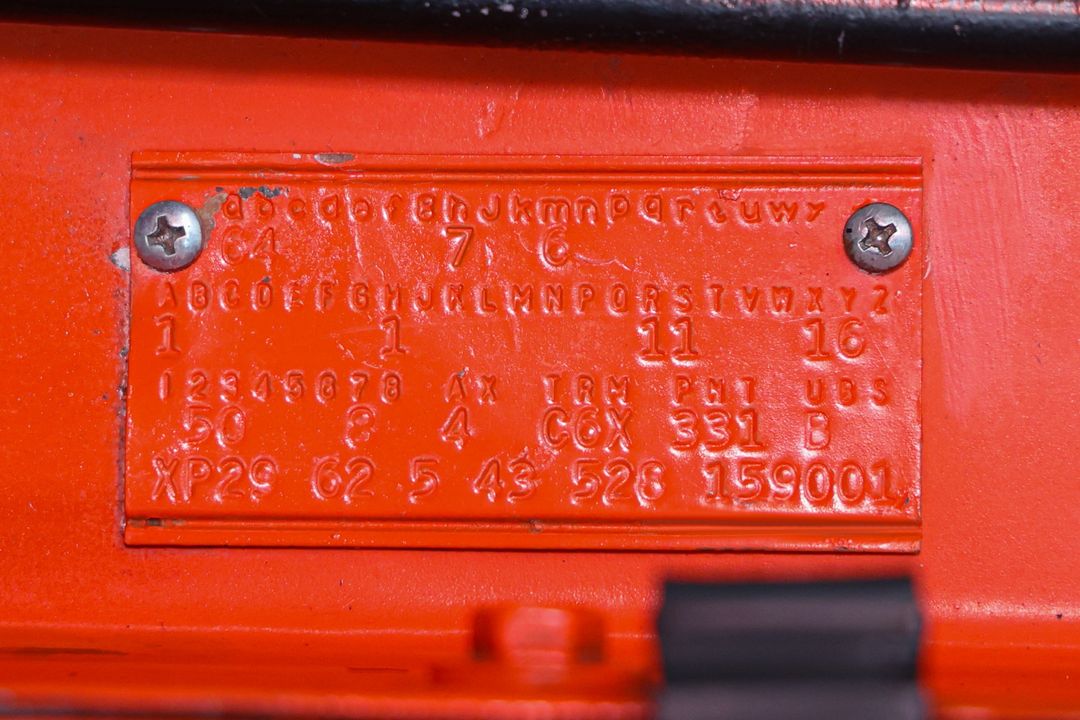 abcdefghJkmnpqrtuwy
64 7 6
ABCDEFGHJKLMNPQRSTVWXYZ
1 1 11 16
12345678 AX TRM PNT UBS
50 8 4 C6X 331 B
XP29 62 5 43 528 159001